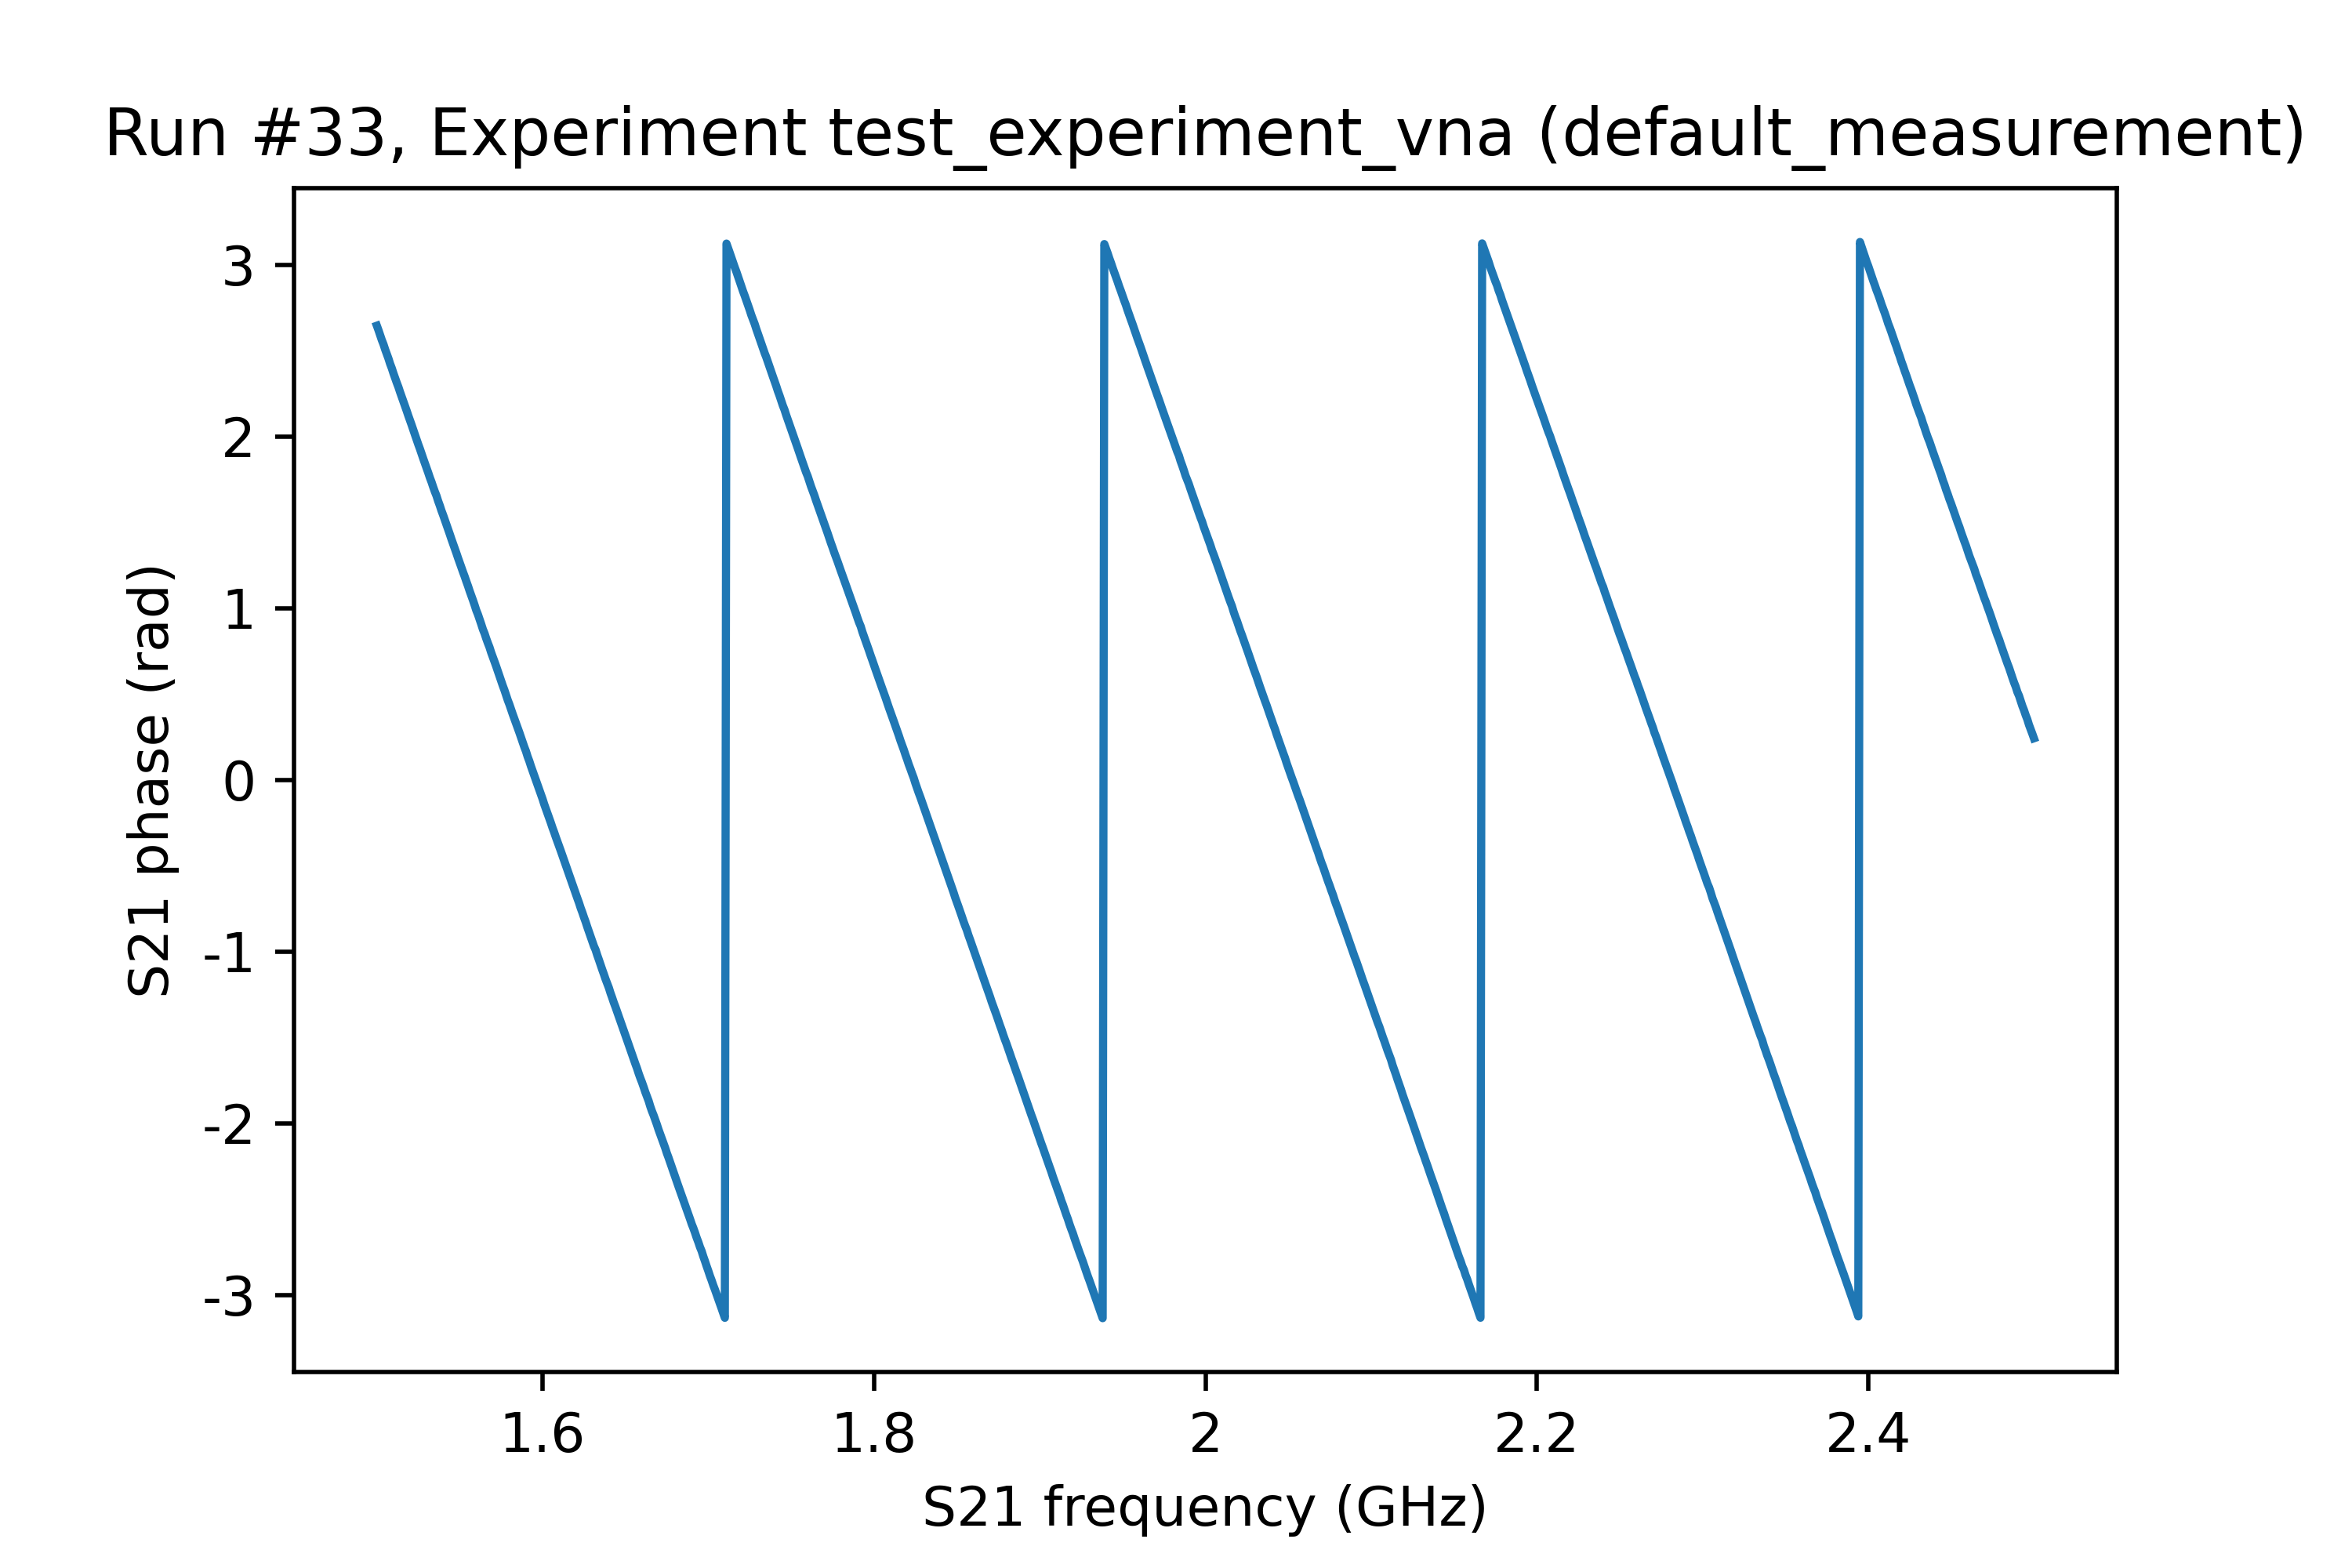 Run #33, Experiment test_experiment_vna (default_measurement)
S21 phase (rad)
3
2
1
0
-1
-2
-3
1.6 1.8 2 2.2 2.4
S21 frequency (GHz)